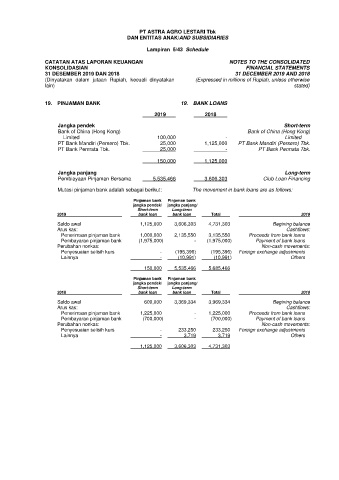 PT ASTRA AGRO LESTARI Tbk
DAN ENTITAS ANAK/AND SUBSIDIARIES
Lampiran 5/43 Schedule
CATATAN ATAS LAPORAN KEUANGAN KONSOLIDASIAN
31 DESEMBER 2019 DAN 2018
(Dinyatakan dalam jutaan Rupiah, kecuali dinyatakan lain)
NOTES TO THE CONSOLIDATED FINANCIAL STATEMENTS
31 DECEMBER 2019 AND 2018
(Expressed in millions of Rupiah, unless otherwise stated)
19. PINJAMAN BANK 19. BANK LOANS
2019 2018
Jangka pendek Short-term
Bank of China (Hong Kong) Bank of China (Hong Kong)
Limited 100,000 - Limited
PT Bank Mandiri (Persero) Tbk. 25,000 1,125,000 PT Bank Mandiri (Persero) Tbk.
PT Bank Permata Tbk. 25,000 - PT Bank Permata Tbk.
150,000 1,125,000
Jangka panjang Long-term
Pembiayaan Pinjaman Bersama 5,535,466 3,606,303 Club Loan Financing
Mutasi pinjaman bank adalah sebagai berikut: The movement in bank loans are as follows:
Pinjaman bank jangka pendek/ Short-term bank loan
Pinjaman bank jangka panjang/ Long-term bank loan
2019 Total 2019
Saldo awal 1,125,000 3,606,303 4,731,303 Begining balance
Arus kas: Cashflows:
Penerimaan pinjaman bank 1,000,000 2,135,550 3,135,550 Proceeds from bank loans
Pembayaran pinjaman bank (1,975,000) - (1,975,000) Payment of bank loans
Perubahan nonkas: Non-cash movements:
Penyesuaian selisih kurs - (195,396) (195,396) Foreign exchange adjustments
Lainnya - (10,991) (10,991) Others
150,000 5,535,466 5,685,466
Pinjaman bank jangka pendek/ Short-term bank loan
Pinjaman bank jangka panjang/ Long-term bank loan
2018 Total 2018
Saldo awal 600,000 3,369,334 3,969,334 Begining balance
Arus kas: Cashflows:
Penerimaan pinjaman bank 1,225,000 - 1,225,000 Proceeds from bank loans
Pembayaran pinjaman bank (700,000) - (700,000) Payment of bank loans
Perubahan nonkas: Non-cash movements:
Penyesuaian selisih kurs - 233,250 233,250 Foreign exchange adjustments
Lainnya - 3,719 3,719 Others
1,125,000 3,606,303 4,731,303